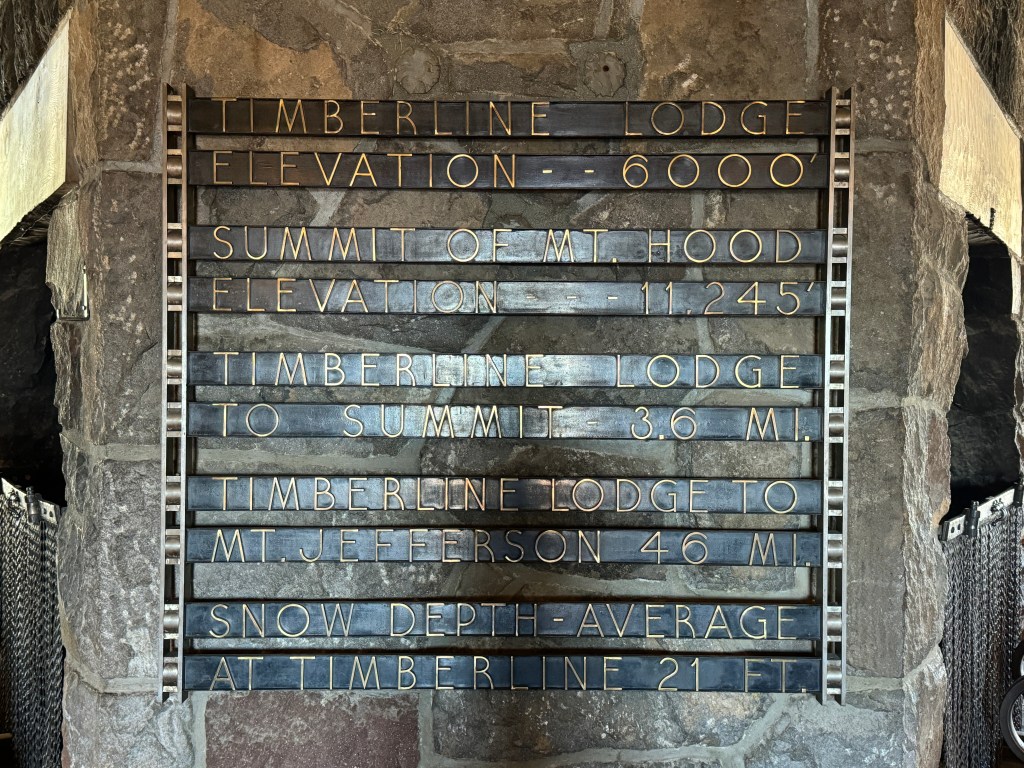 TIMBERLINE LODGE
ELEVATION - - 6000'
SUMMIT OF MT. HOOD
ELEVATION - - - 11,245'
TIMBERLINE LODGE
TO SUMMIT - 3.6 MI.
TIMBERLINE LODGE TO
MT. JEFFERSON 46 MI.
SNOW DEPTH - AVERAGE
AT TIMBERLINE 21 FT.